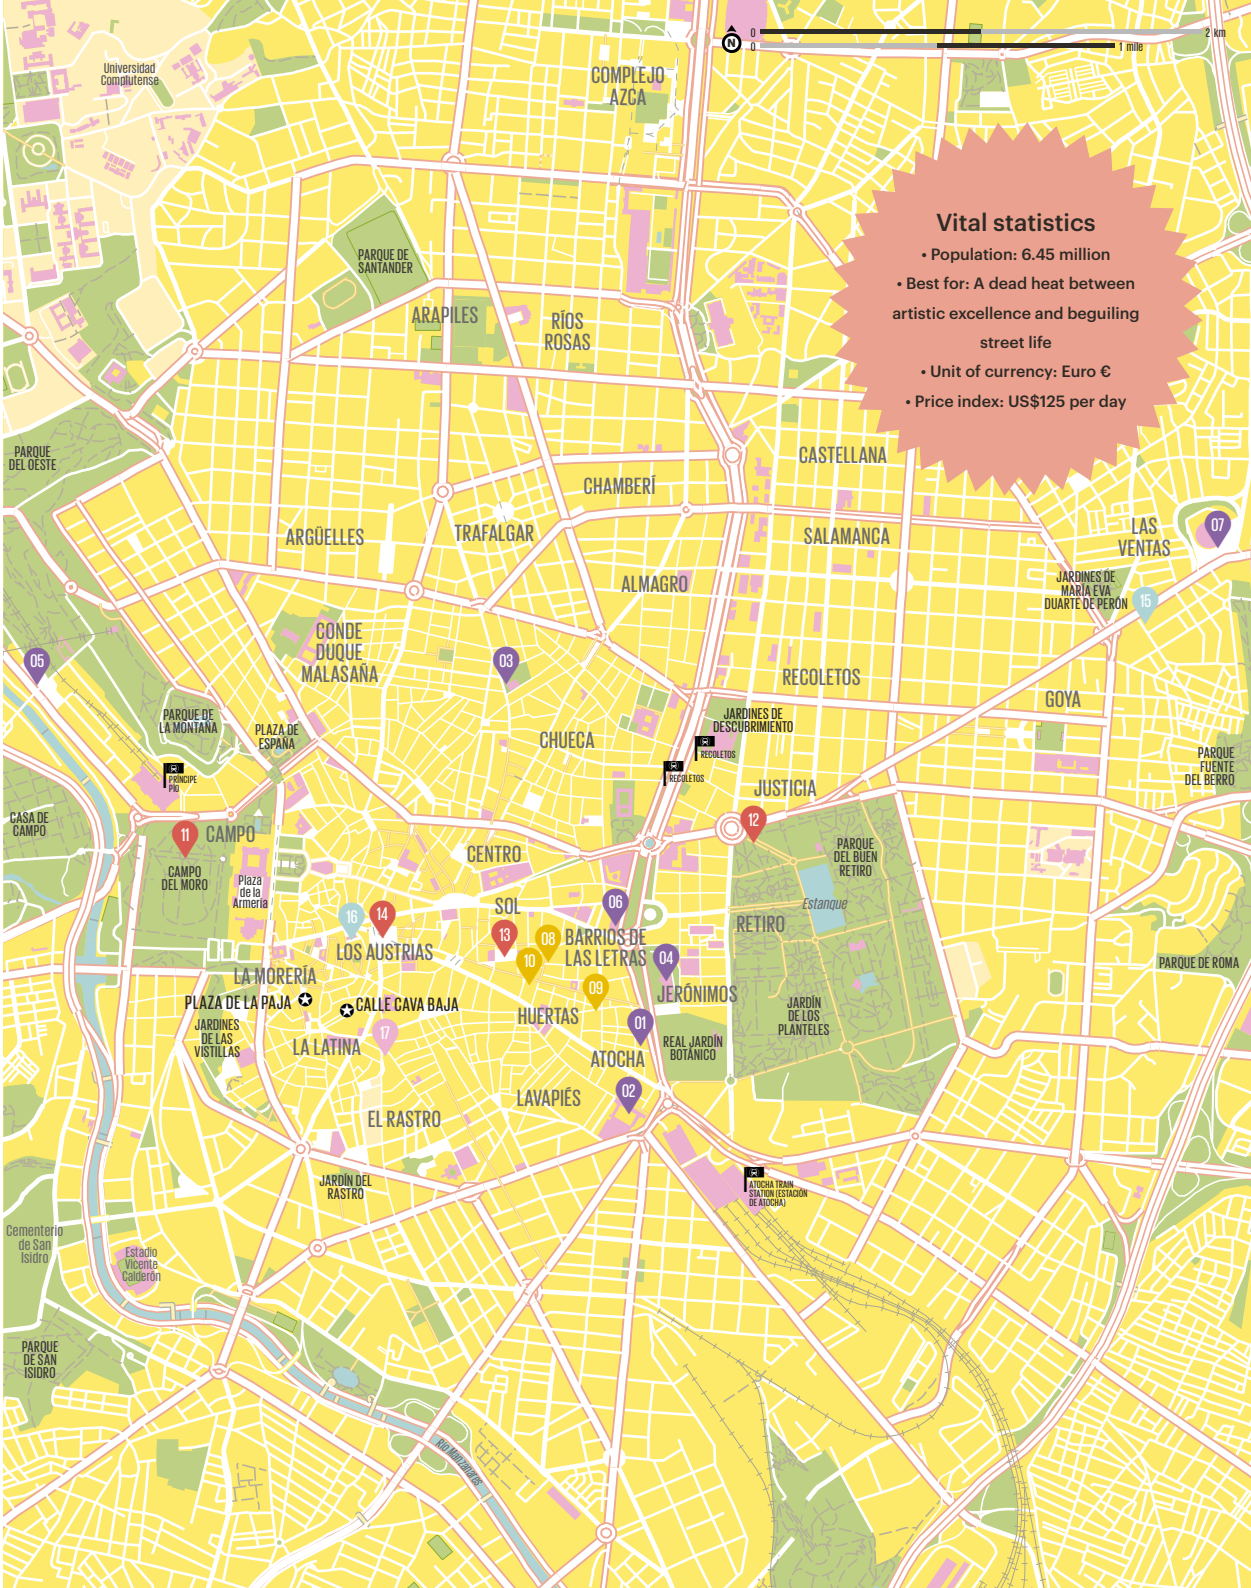 0
2 km
N
0
1 mile
Universidad
Complutense
COMPLEJO
AZCA
Vital statistics
• Population: 6.45 million
• Best for: A dead heat between
artistic excellence and beguiling
street life
• Unit of currency: Euro €
• Price index: US$125 per day
PARQUE DE
SANTANDER
ARAPILES
RÍOS
ROSAS
PARQUE
DEL OESTE
CASTELLANA
CHAMBERÍ
ARGÜELLES
TRAFALGAR
SALAMANCA
LAS
VENTAS
07
ALMAGRO
JARDINES DE
MARÍA EVA
DUARTE DE PERÓN
15
CONDE
DUQUE
MALASAÑA
05
03
RECOLETOS
GOYA
PARQUE DE
LA MONTAÑA
PLAZA DE
ESPAÑA
CHUECA
JARDINES DE
DESCUBRIMIENTO
RECOLETOS
RECOLETOS
PRÍNCIPE
PÍO
PARQUE
FUENTE
DEL BERRO
JUSTICIA
CASA DE
CAMPO
11
CAMPO
12
CAMPO
DEL MORO
CENTRO
PARQUE
DEL BUEN
RETIRO
Plaza
de la
Armería
Estanque
16
14
SOL
06
RETIRO
13
08
BARRIOS DE
LAS LETRAS
LOS AUSTRIAS
10
04
PARQUE DE ROMA
LA MORERÍA
09
JERÓNIMOS
PLAZA DE LA PAJA
CALLE CAVA BAJA
JARDÍN
DE LOS
PLANTELES
HUERTAS
01
JARDINES
DE LAS
VISTILLAS
17
LA LATINA
REAL JARDÍN
BOTÁNICO
ATOCHA
LAVAPIÉS
02
EL RASTRO
JARDÍN DEL
RASTRO
ATOCHA TRAIN
STATION (ESTACIÓN
DE ATOCHA)
Cementerio
de San
Isidro
Estadio
Vicente
Calderón
PARQUE
DE SAN
ISIDRO
Río Manzanares